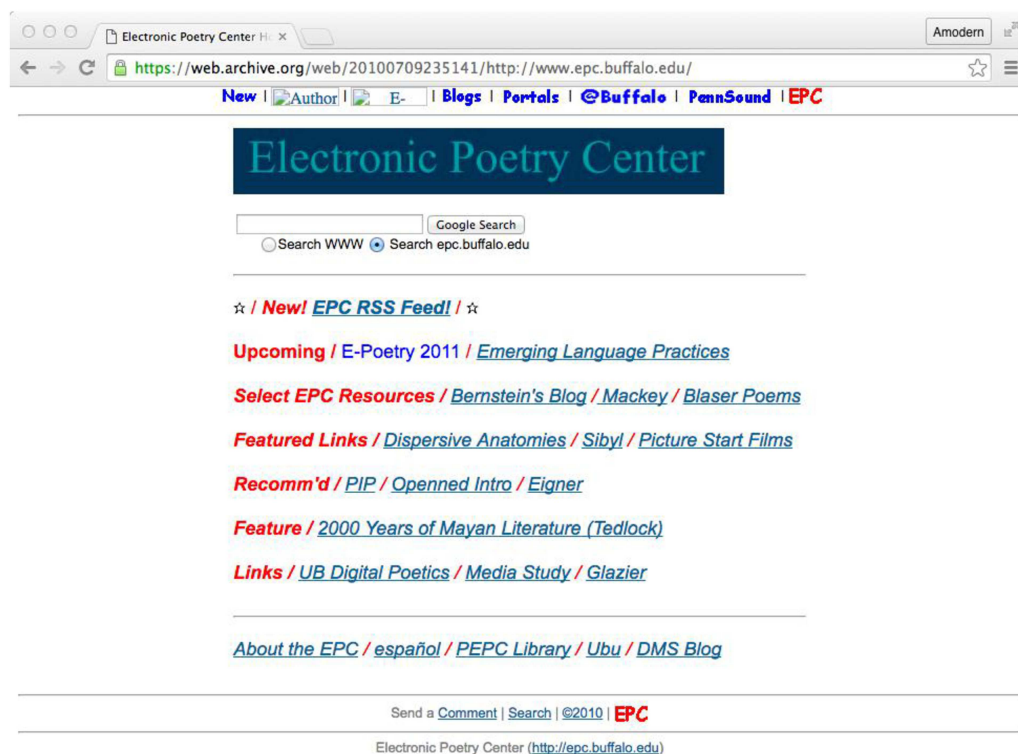 Electronic Poetry Center Ho
Amodern
https://web.archive.org/web/20100709235141/http://www.epc.buffalo.edu/
New | Author | E- | Blogs | Portals | @Buffalo | PennSound | EPC
Electronic Poetry Center
Google Search
Search WWW Search epc.buffalo.edu
☆ / New! EPC RSS Feed! / ☆
Upcoming / E-Poetry 2011 / Emerging Language Practices
Select EPC Resources / Bernstein's Blog / Mackey / Blaser Poems
Featured Links / Dispersive Anatomies / Sibyl / Picture Start Films
Recomm'd / PIP / Openned Intro / Eigner
Feature / 2000 Years of Mayan Literature (Tedlock)
Links / UB Digital Poetics / Media Study / Glazier
About the EPC / español / PEPC Library / Ubu / DMS Blog
Send a Comment | Search | ©2010 | EPC
Electronic Poetry Center (http://epc.buffalo.edu)